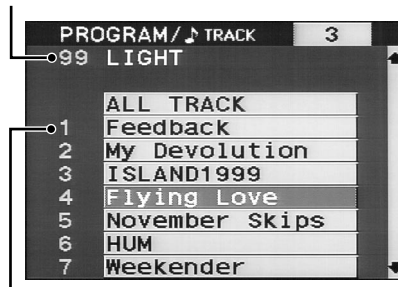 PROGRAM/♪ TRACK 3
99 LIGHT
ALL TRACK
1 Feedback
2 My Devolution
3 ISLAND1999
4 Flying Love
5 November Skips
6 HUM
7 Weekender